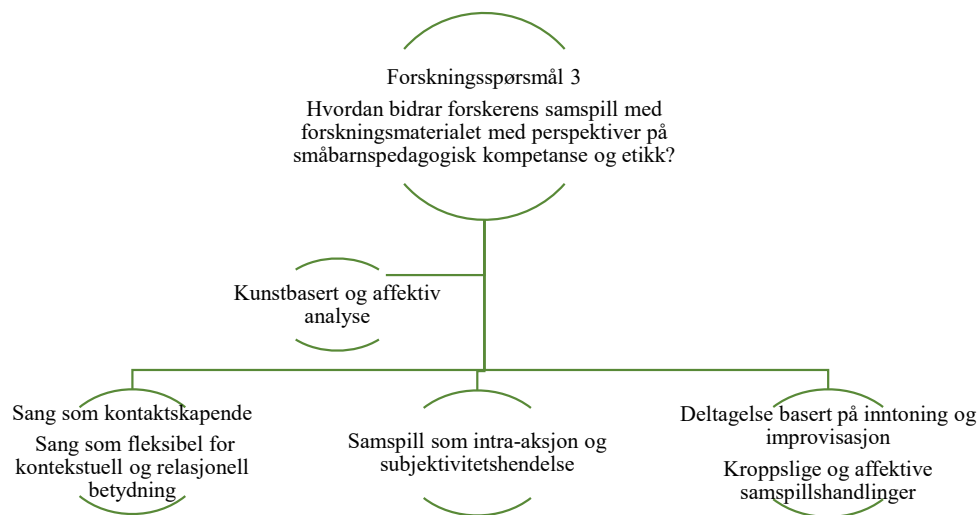 Forskningsspørsmål 3
Hvordan bidrar forskerens samspill med
forskningsmaterialet med perspektiver på
småbarnspedagogisk kompetanse og etikk?
Kunstbasert og affektiv
analyse
Sang som kontaktskapende
Sang som fleksibel for
kontekstuell og relasjonell
betydning
Samspill som intra-aksjon og
subjektivitetshendelse
Deltagelse basert på inntoning og
improvisasjon
Kroppslige og affektive
samspillshandlinger